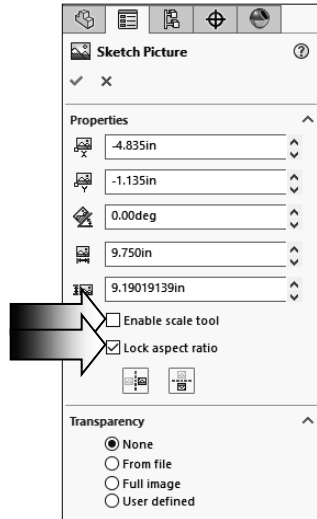 Sketch Picture
Properties
X
-4.835in
Y
-1.135in
0.00deg
9.750in
9.19019139in
Enable scale tool
Lock aspect ratio
Transparency
None
From file
Full image
User defined